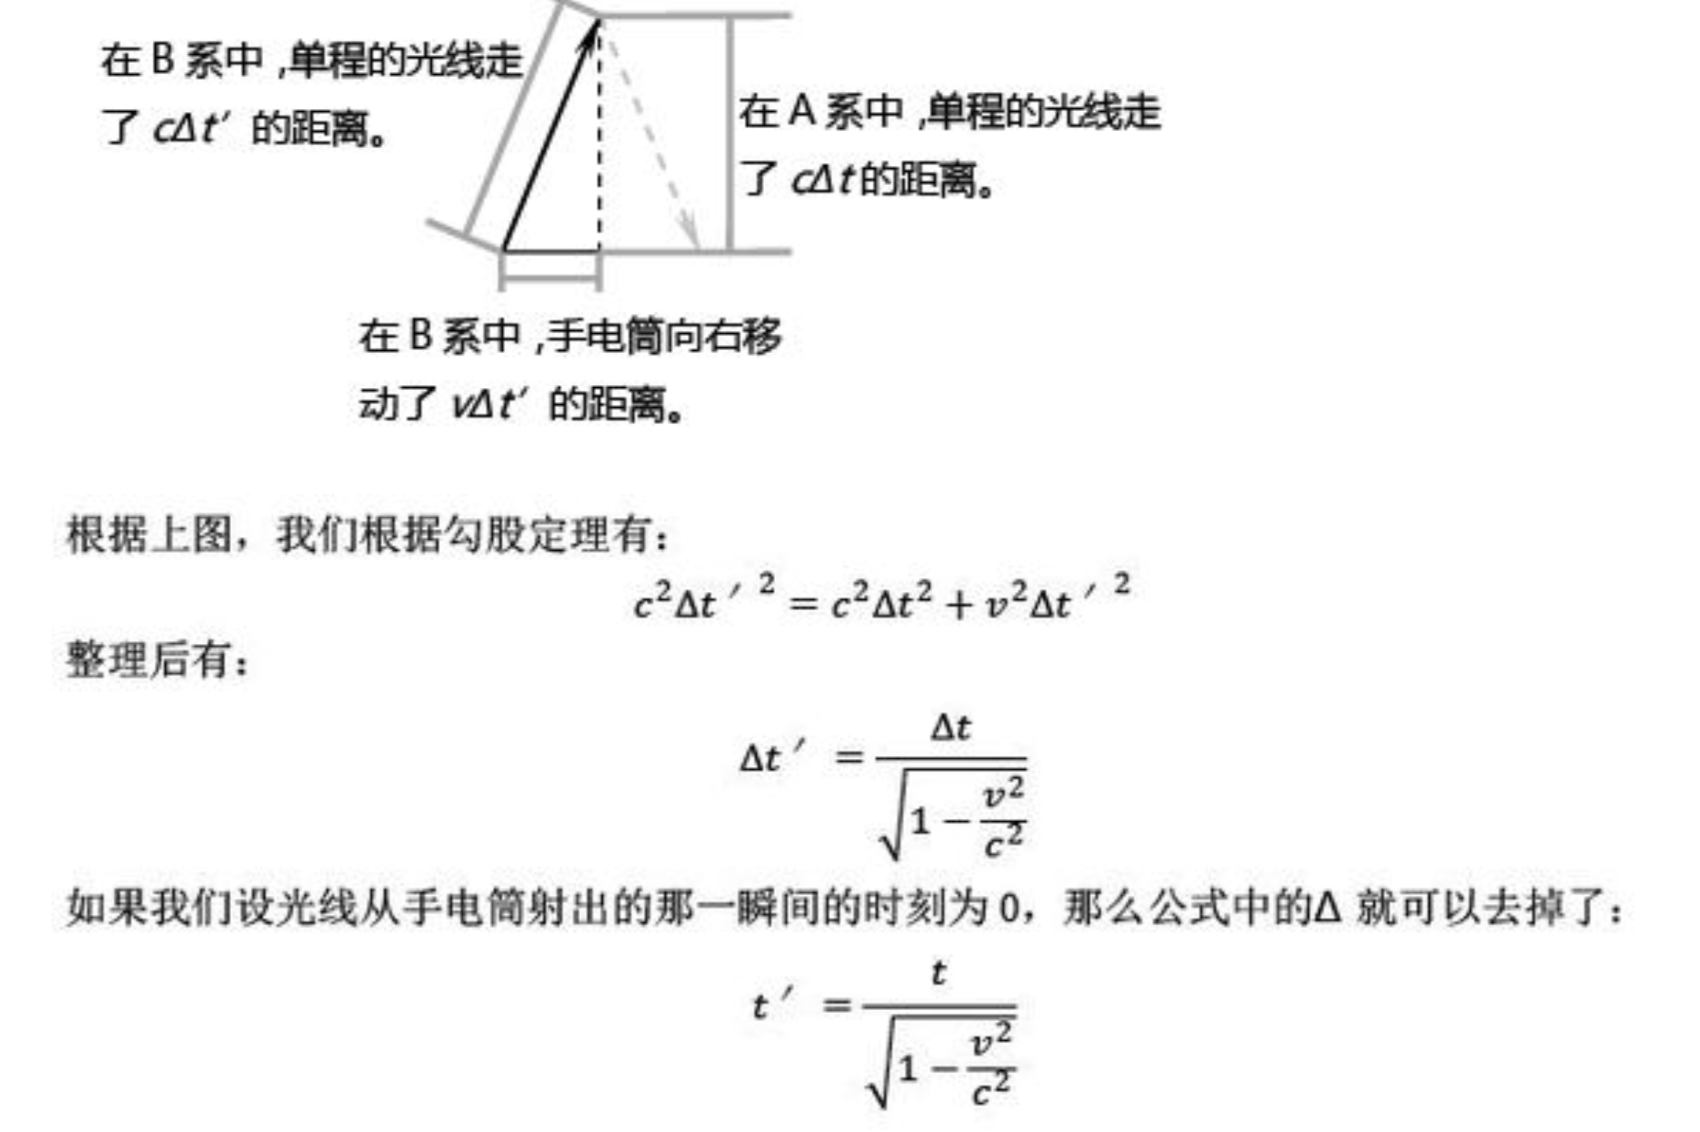 在 B 系中 ,单程的光线走
了 cΔt′ 的距离。
在 A 系中 ,单程的光线走
了 cΔt的距离。
在 B 系中 ,手电筒向右移
动了 vΔt′ 的距离。
根据上图，我们根据勾股定理有：
c²Δt′² = c²Δt² + v²Δt′²
整理后有：
Δt′ = Δt / √(1 − v²/c²)
如果我们设光线从手电筒射出的那一瞬间的时刻为 0，那么公式中的Δ 就可以去掉了：
t′ = t / √(1 − v²/c²)